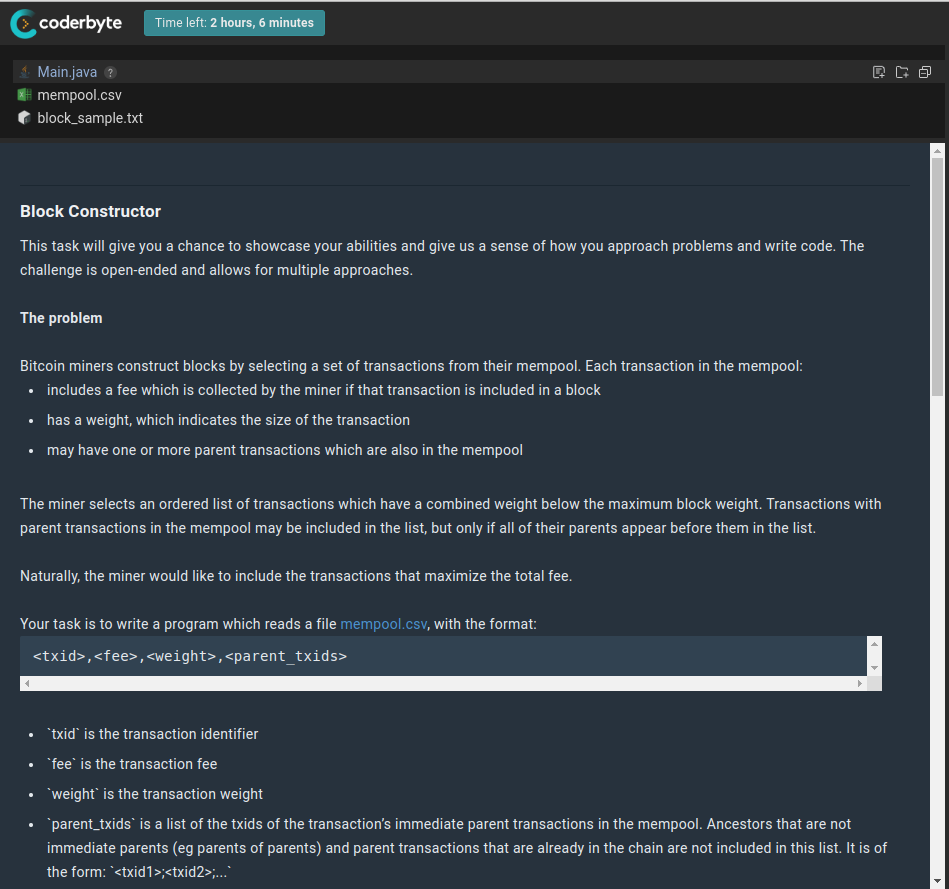 coderbyte
Time left: 2 hours, 6 minutes
Main.java ?
mempool.csv
block_sample.txt
Block Constructor
This task will give you a chance to showcase your abilities and give us a sense of how you approach problems and write code. The
challenge is open-ended and allows for multiple approaches.
The problem
Bitcoin miners construct blocks by selecting a set of transactions from their mempool. Each transaction in the mempool:
• includes a fee which is collected by the miner if that transaction is included in a block
• has a weight, which indicates the size of the transaction
• may have one or more parent transactions which are also in the mempool
The miner selects an ordered list of transactions which have a combined weight below the maximum block weight. Transactions with
parent transactions in the mempool may be included in the list, but only if all of their parents appear before them in the list.
Naturally, the miner would like to include the transactions that maximize the total fee.
Your task is to write a program which reads a file mempool.csv, with the format:
<txid>,<fee>,<weight>,<parent_txids>
• `txid` is the transaction identifier
• `fee` is the transaction fee
• `weight` is the transaction weight
• `parent_txids` is a list of the txids of the transaction’s immediate parent transactions in the mempool. Ancestors that are not
immediate parents (eg parents of parents) and parent transactions that are already in the chain are not included in this list. It is of
the form: `<txid1>;<txid2>;...`